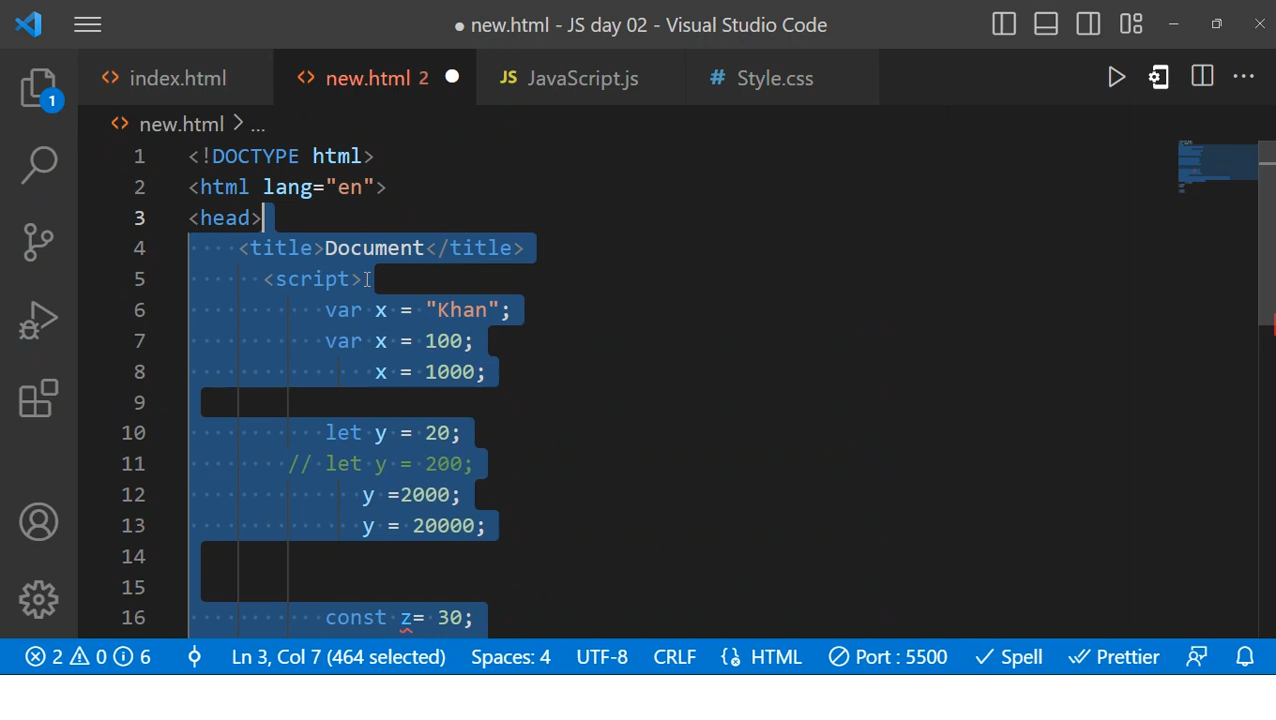 ● new.html - JS day 02 - Visual Studio Code
index.html
new.html 2
JS JavaScript.js
# Style.css
1
new.html > ...
1 <!DOCTYPE html>
2 <html lang="en">
3 <head>
4 <title>Document</title>
5 <script>
6 var x = "Khan";
7 var x = 100;
8 x = 1000;
9
10 let y = 20;
11 // let y = 200;
12 y =2000;
13 y = 20000;
14
15
16 const z= 30;
2 0 6 Ln 3, Col 7 (464 selected) Spaces: 4 UTF-8 CRLF HTML Port : 5500 Spell Prettier